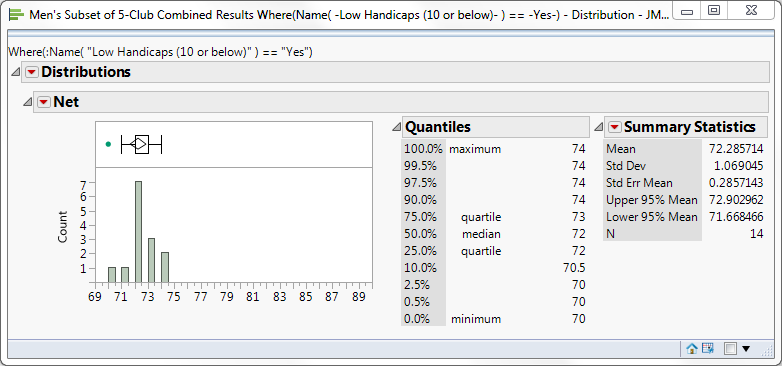 Men's Subset of 5-Club Combined Results Where(Name( -Low Handicaps (10 or below)- ) == -Yes-) - Distribution - JM...
Where(:Name( "Low Handicaps (10 or below)" ) == "Yes")
Distributions
Net
Count
7
6
5
4
3
2
1
69 71 73 75 77 79 81 83 85 87 89
Quantiles
100.0% maximum 74
99.5% 74
97.5% 74
90.0% 74
75.0% quartile 73
50.0% median 72
25.0% quartile 72
10.0% 70.5
2.5% 70
0.5% 70
0.0% minimum 70
Summary Statistics
Mean 72.285714
Std Dev 1.069045
Std Err Mean 0.2857143
Upper 95% Mean 72.902962
Lower 95% Mean 71.668466
N 14